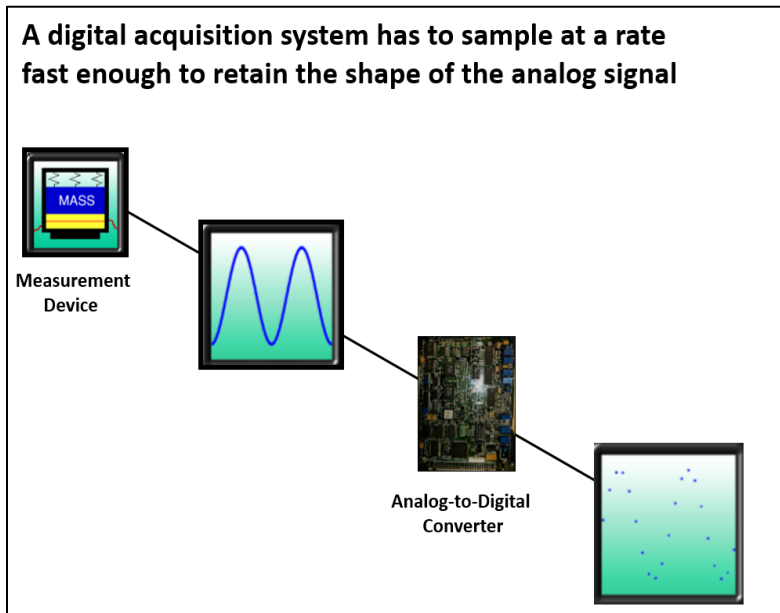 A digital acquisition system has to sample at a rate
fast enough to retain the shape of the analog signal
MASS
Measurement
Device
Analog-to-Digital
Converter